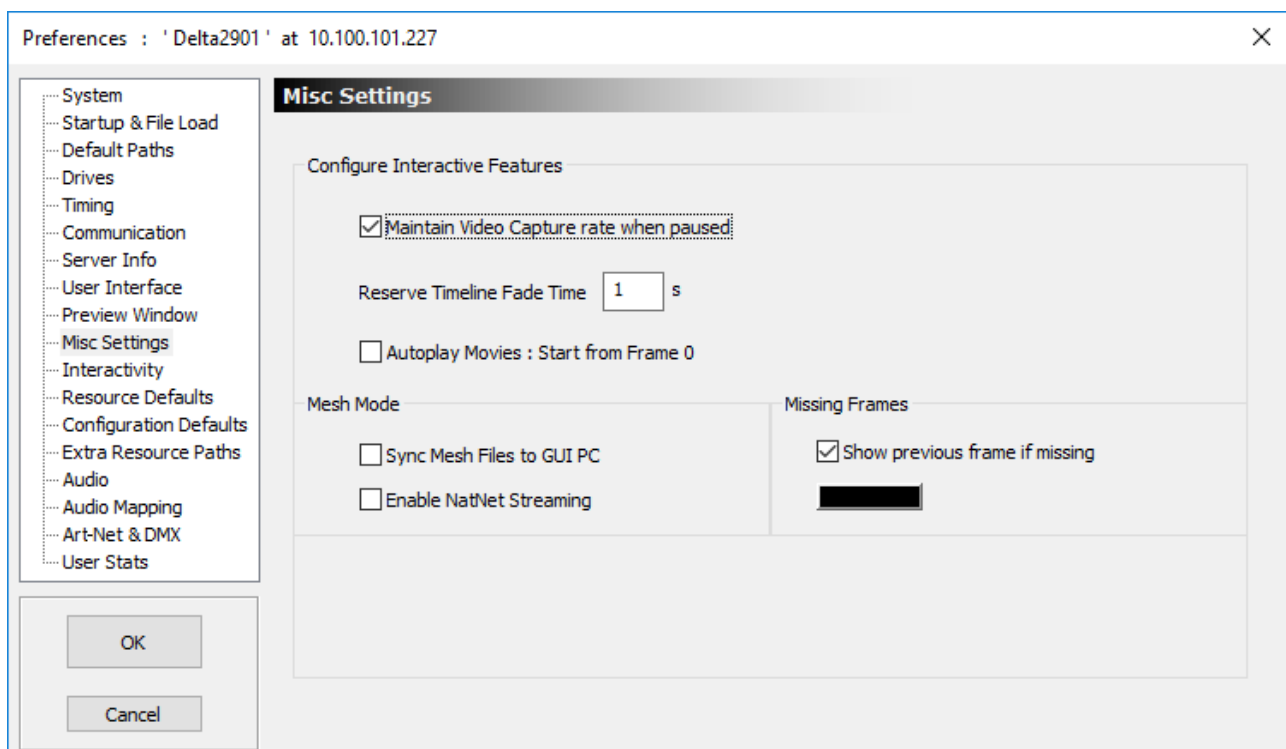 Preferences : ' Delta2901 ' at 10.100.101.227
System
Startup & File Load
Default Paths
Drives
Timing
Communication
Server Info
User Interface
Preview Window
Misc Settings
Interactivity
Resource Defaults
Configuration Defaults
Extra Resource Paths
Audio
Audio Mapping
Art-Net & DMX
User Stats
OK
Cancel
Misc Settings
Configure Interactive Features
Maintain Video Capture rate when paused
Reserve Timeline Fade Time 1 s
Autoplay Movies : Start from Frame 0
Mesh Mode
Sync Mesh Files to GUI PC
Enable NatNet Streaming
Missing Frames
Show previous frame if missing